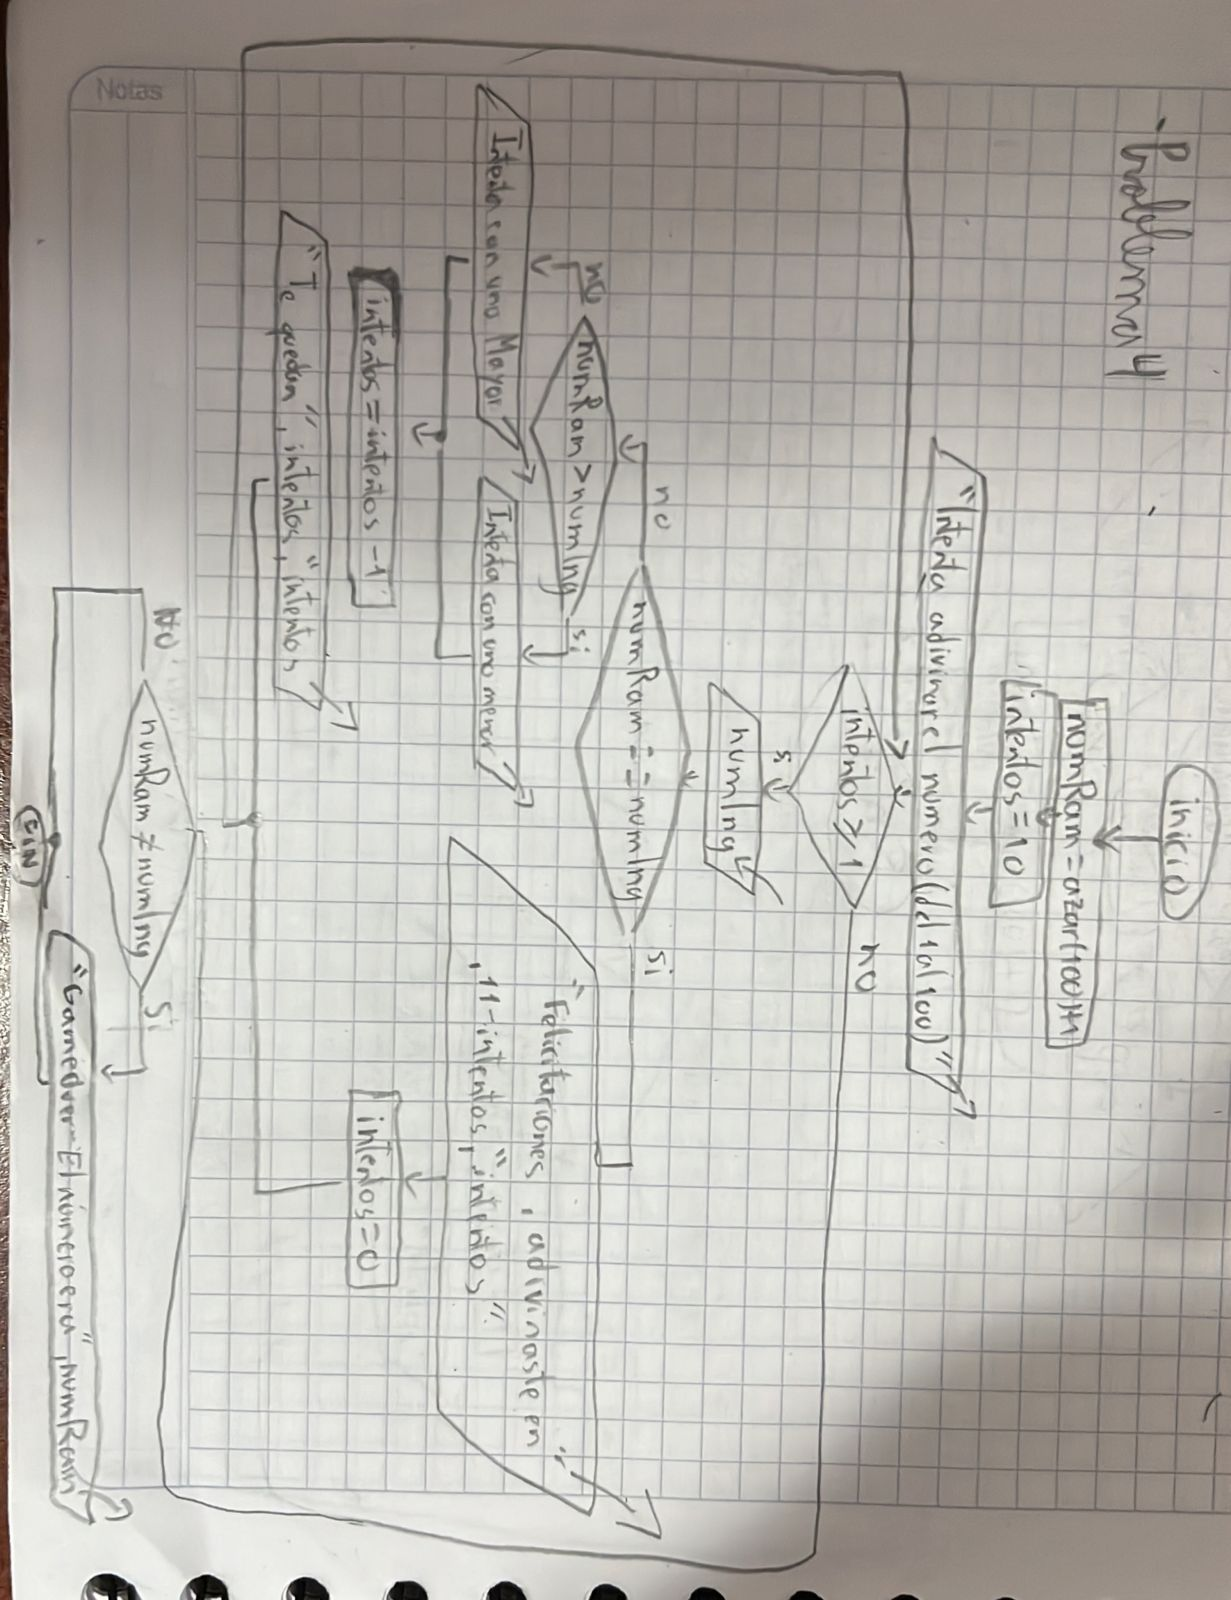 Notas
· Problema 4
inicio
numRam = azar(100)+1
intentos = 10
"Intenta adivinar el numero (del 1 al 100)"
intentos ≥ 1
no
si
numIng
numRam == numIng
no
si
numRam > numIng
no
si
Intenta con uno Mayor
Intenta con uno menor
"Felicitaciones, adivinaste en "
, 11-intentos, "intentos"
intentos = intentos - 1
intentos = 0
"Te quedan", intentos, "intentos
numRam ≠ numIng
No
Si
"Game Over - El número era", numRam
FIN